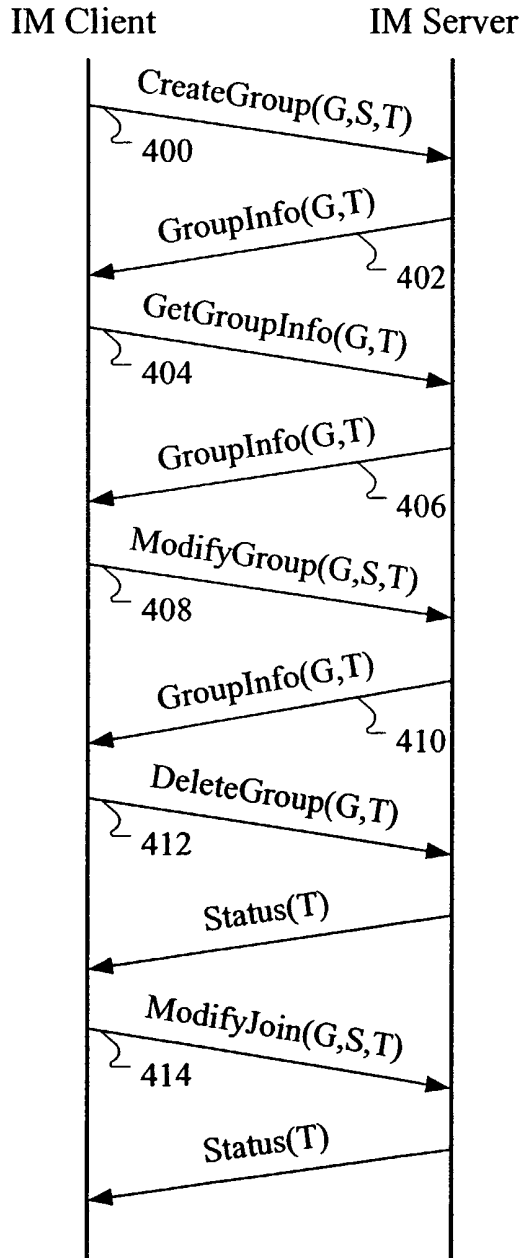 IM Client IM Server
CreateGroup(G,S,T)
400
GroupInfo(G,T)
402
GetGroupInfo(G,T)
404
GroupInfo(G,T)
406
ModifyGroup(G,S,T)
408
GroupInfo(G,T)
410
DeleteGroup(G,T)
412
Status(T)
ModifyJoin(G,S,T)
414
Status(T)